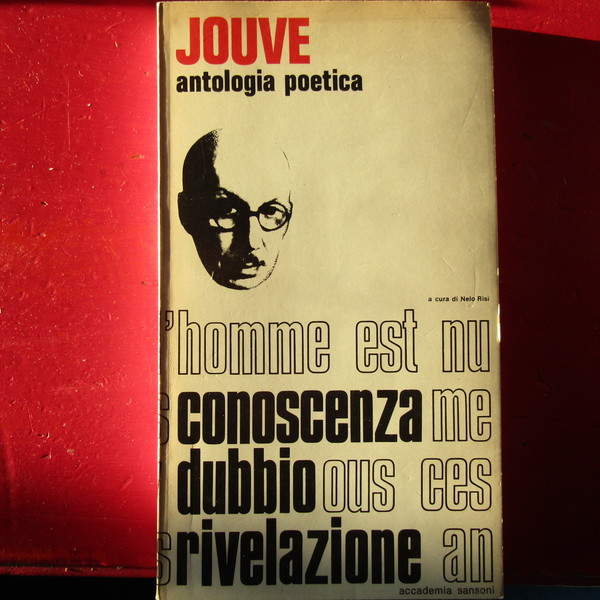 JOUVE
antologia poetica
a cura di Nelo Risi
'homme est nu
s conoscenza me
dubbio ous ces
s rivelazione an
accademia sansoni